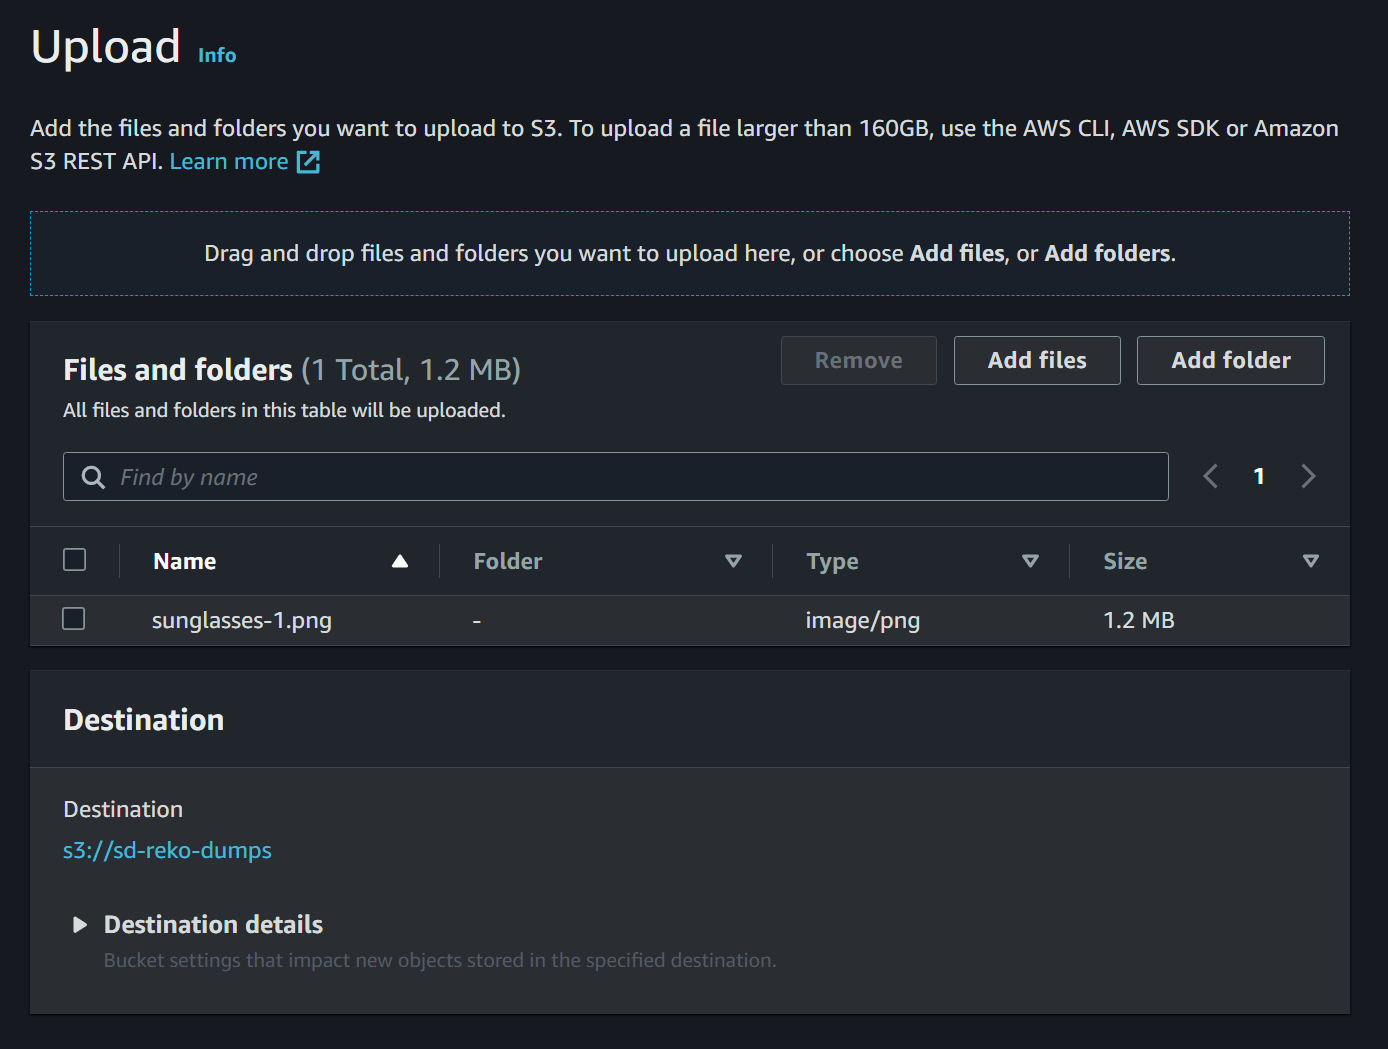 Upload Info
Add the files and folders you want to upload to S3. To upload a file larger than 160GB, use the AWS CLI, AWS SDK or Amazon
S3 REST API. Learn more
Drag and drop files and folders you want to upload here, or choose Add files, or Add folders.
Files and folders (1 Total, 1.2 MB)
Remove
Add files
Add folder
All files and folders in this table will be uploaded.
Find by name
1
Name Folder Type Size
sunglasses-1.png - image/png 1.2 MB
Destination
Destination
s3://sd-reko-dumps
Destination details
Bucket settings that impact new objects stored in the specified destination.